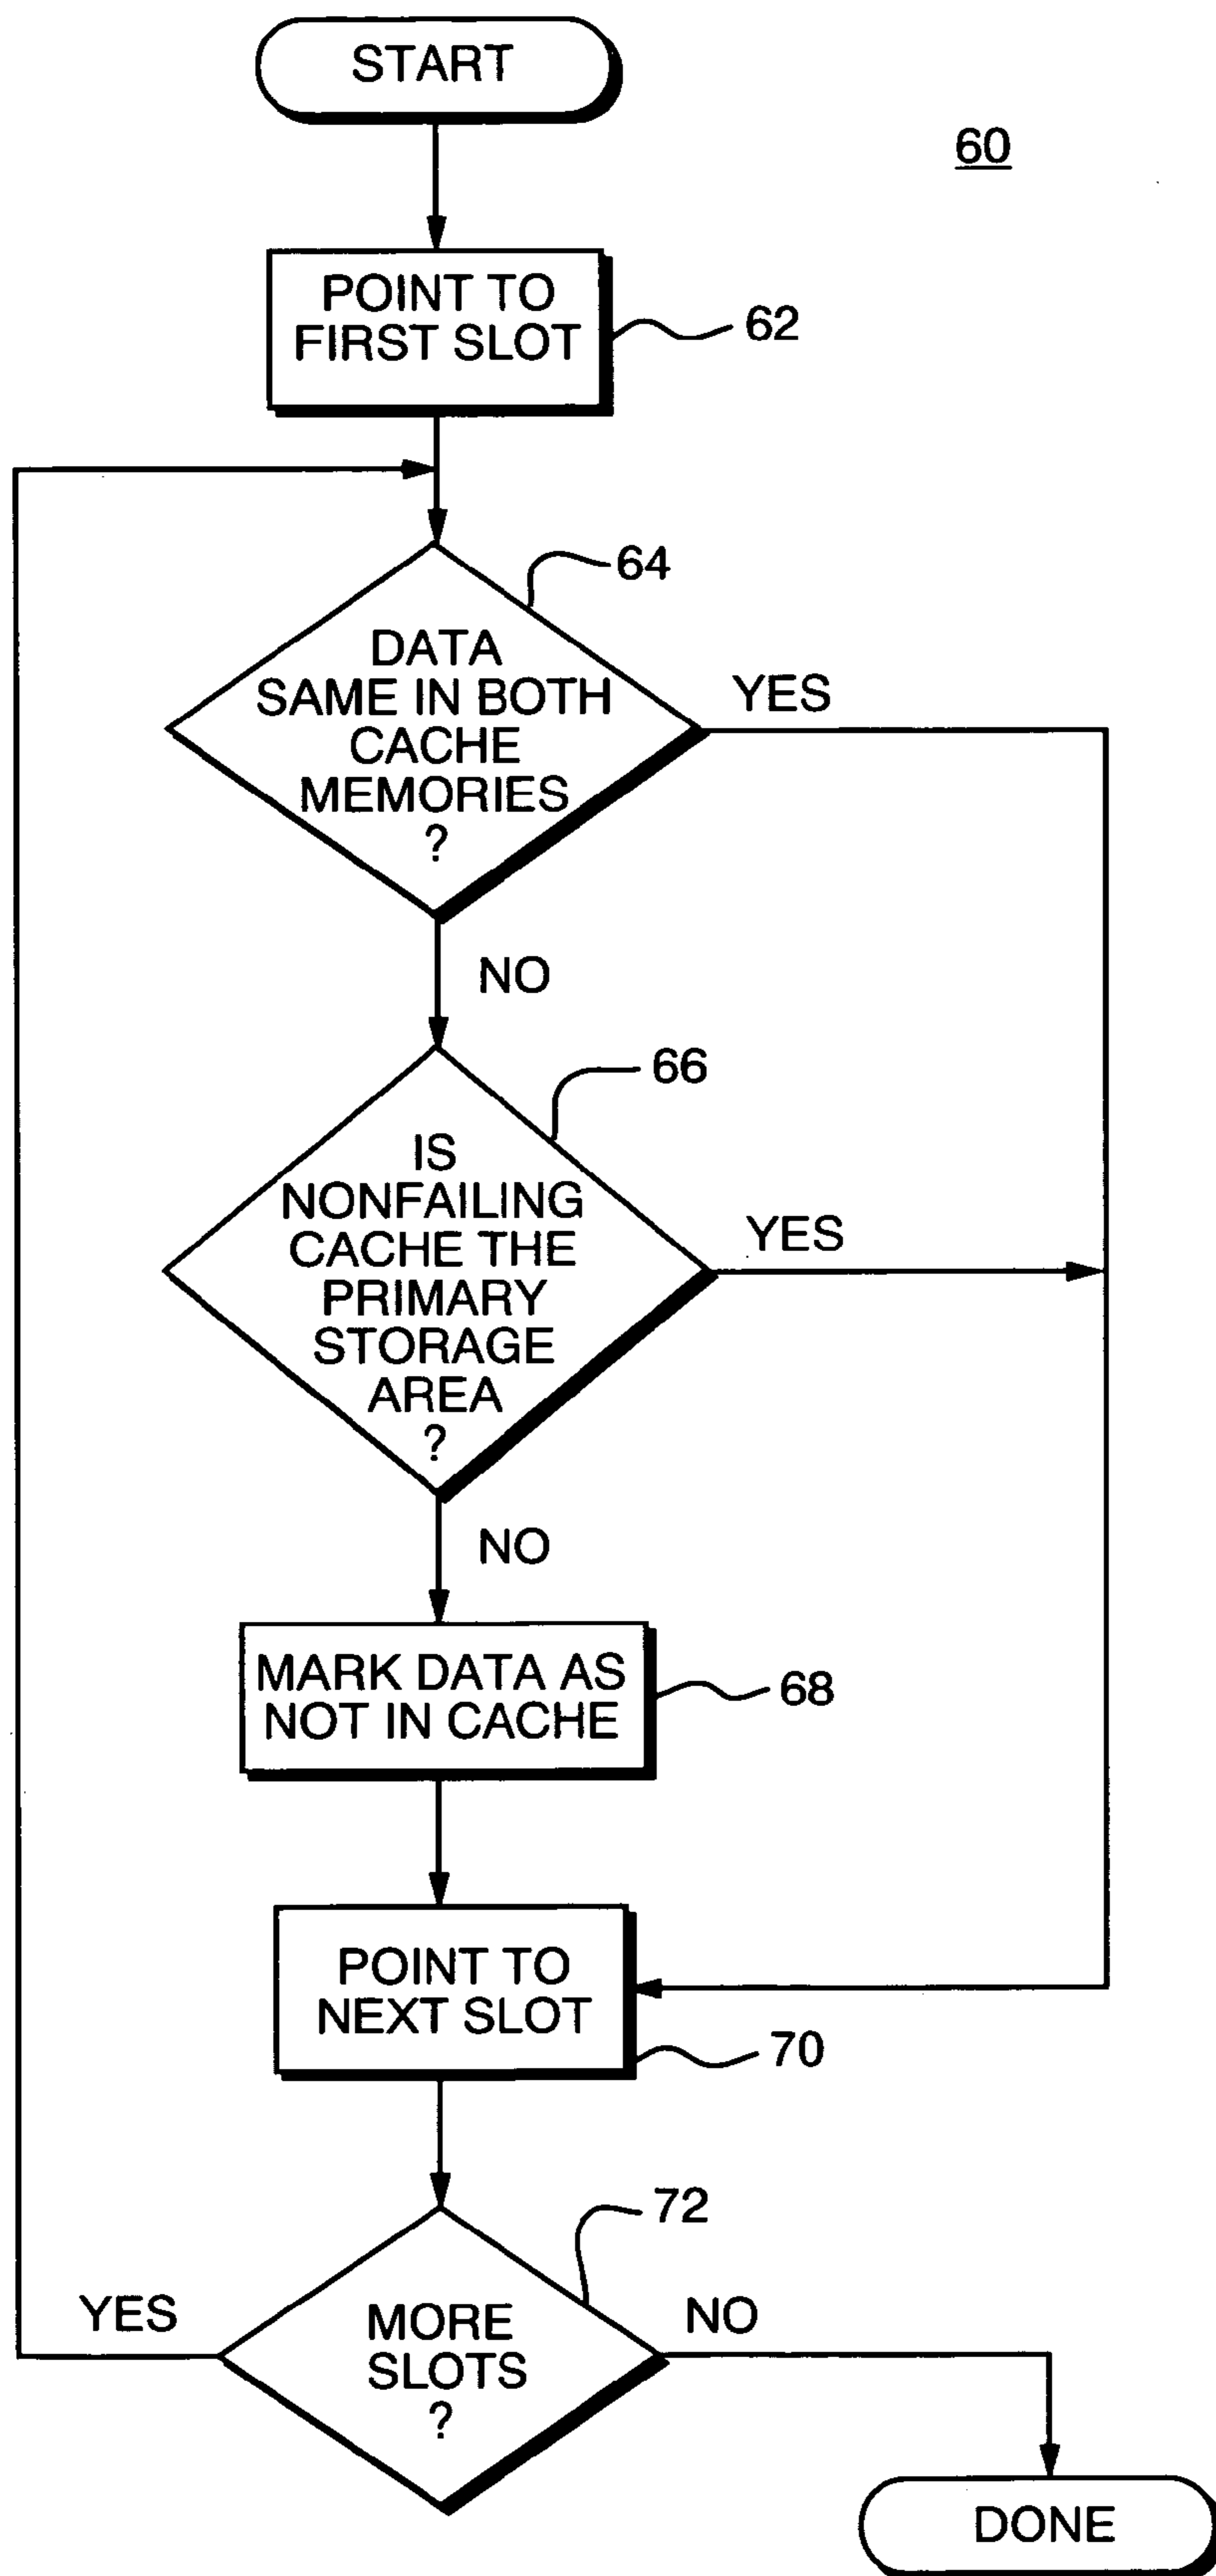 START
60
POINT TO
FIRST SLOT
62
64
DATA
SAME IN BOTH
CACHE
MEMORIES
?
YES
NO
66
IS
NONFAILING
CACHE THE
PRIMARY
STORAGE
AREA
?
YES
NO
MARK DATA AS
NOT IN CACHE
68
POINT TO
NEXT SLOT
70
72
YES
MORE
SLOTS
?
NO
DONE